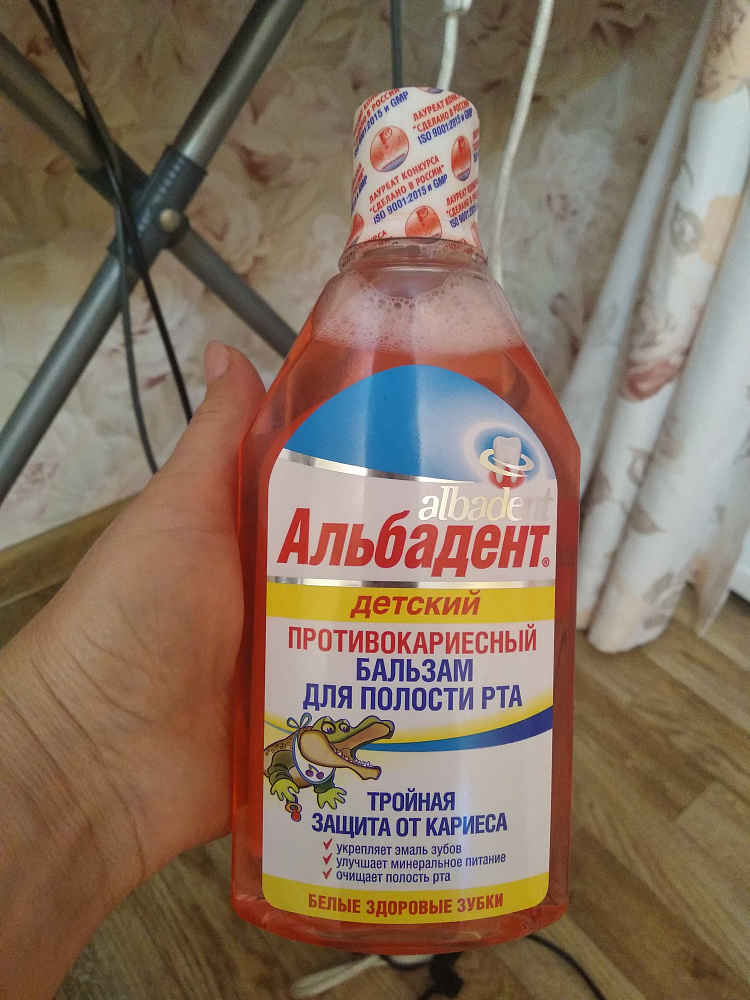 ЛАУРЕАТ КОНКУРСА
"СДЕЛАНО В РОССИИ"
ISO 9001:2015 и GMP
albadent
Альбадент®
детский
ПРОТИВОКАРИЕСНЫЙ
БАЛЬЗАМ
ДЛЯ ПОЛОСТИ РТА
ТРОЙНАЯ
ЗАЩИТА ОТ КАРИЕСА
укрепляет эмаль зубов
улучшает минеральное питание
очищает полость рта
БЕЛЫЕ ЗДОРОВЫЕ ЗУБКИ